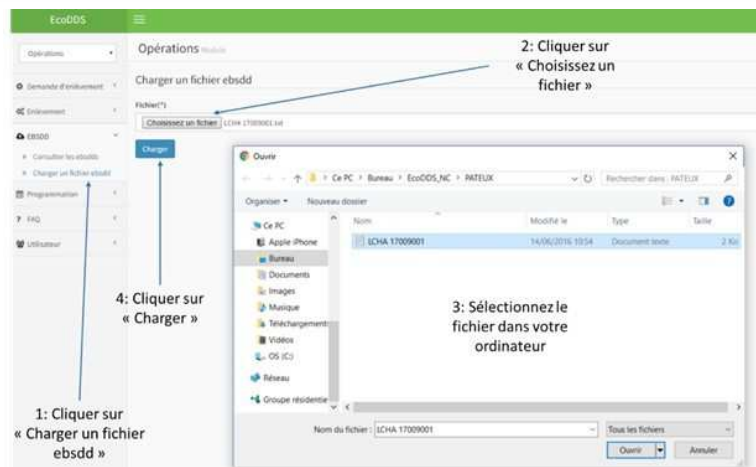 EcoDDS
Opérations
Opérations Module
2: Cliquer sur
« Choisissez un
fichier »
Demande d'enlèvement
Charger un fichier ebsdd
Enlèvement
Fichier(*)
Choisissez un fichier LCHA 17009001.txt
EBSDD
Consulter les ebsdds
Charger un fichier ebsdd
Charger
Programmation
FAQ
Utilisateur
Ouvrir
Ce PC > Bureau > EcoDDS_NC > PATEUX
Rechercher dans : PATEUX
Organiser
Nouveau dossier
Nom
Modifié le
Type
Taille
Ce PC
Apple iPhone
Bureau
Documents
Images
Musique
Téléchargement
Vidéos
OS (C:)
Réseau
Groupe résidentie
LCHA 17009001
14/06/2016 10:54
Document texte
2 Ko
4: Cliquer sur
« Charger »
3: Sélectionnez le
fichier dans votre
ordinateur
1: Cliquer sur
« Charger un fichier
ebsdd »
Nom du fichier : LCHA 17009001
Tous les fichiers
Ouvrir
Annuler